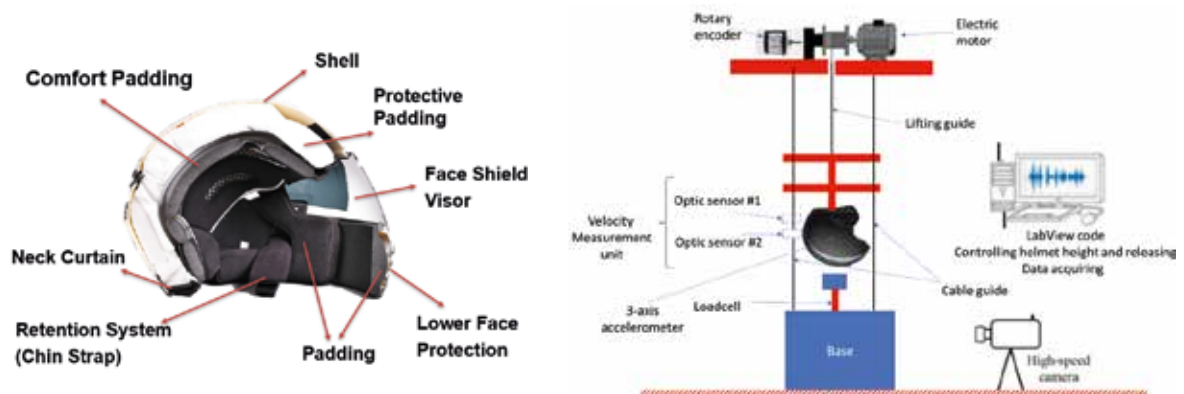 Shell
Comfort Padding
Protective
Padding
Face Shield
Visor
Neck Curtain
Retention System
(Chin Strap)
Padding
Lower Face
Protection
Rotary
encoder
Electric
motor
Lifting guide
Optic sensor #1
Velocity
Measurement
unit
Optic sensor #2
LabView code
Controlling helmet height and releasing
Data acquiring
Cable guide
3-axis
accelerometer
Loadcell
Base
High-speed
camera